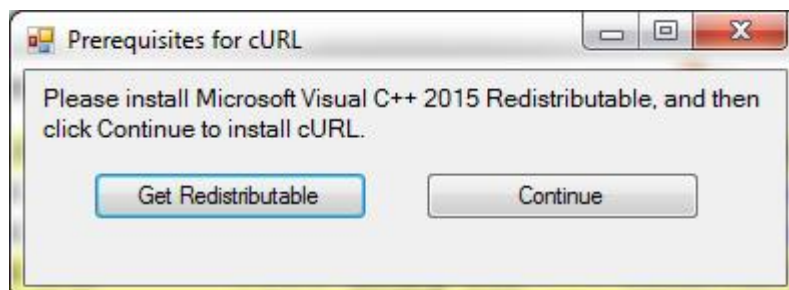 Prerequisites for cURL
Please install Microsoft Visual C++ 2015 Redistributable, and then
click Continue to install cURL.
Get Redistributable
Continue